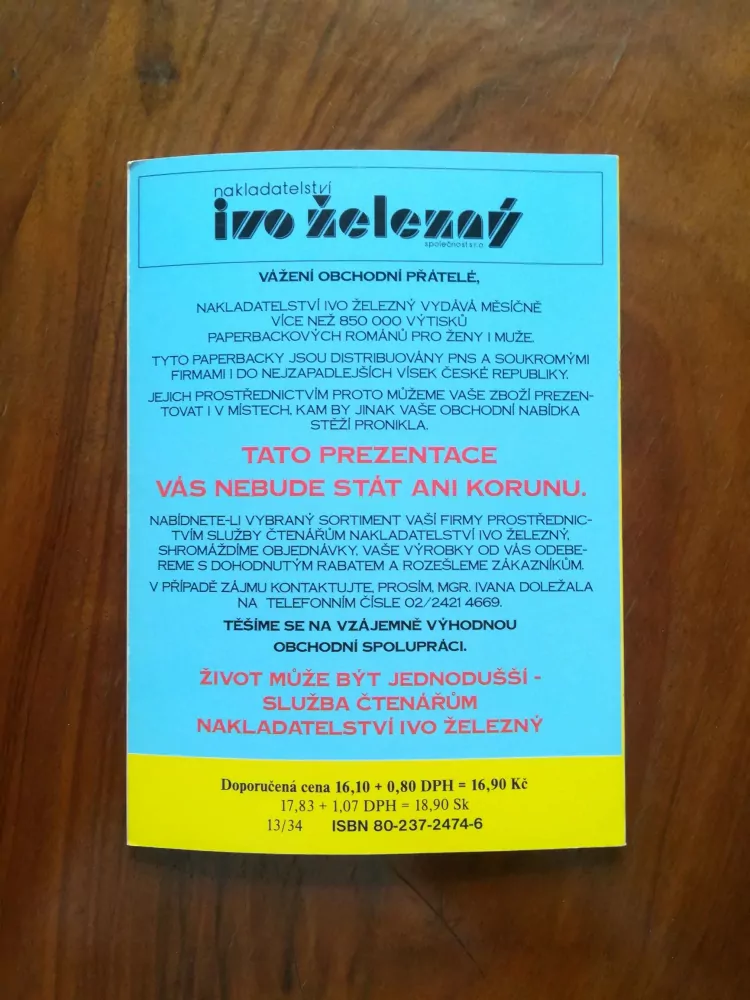 nakladatelství
ivo železný
společnost s r.o.
VÁŽENÍ OBCHODNÍ PŘÁTELÉ,
NAKLADATELSTVÍ IVO ŽELEZNÝ VYDÁVÁ MĚSÍČNĚ
VÍCE NEŽ 850 000 VÝTISKŮ
PAPERBACKOVÝCH ROMÁNŮ PRO ŽENY I MUŽE.
TYTO PAPERBACKY JSOU DISTRIBUOVÁNY PNS A SOUKROMÝMI
FIRMAMI I DO NEJZAPADLEJŠÍCH VÍSEK ČESKÉ REPUBLIKY.
JEJICH PROSTŘEDNICTVÍM PROTO MŮŽEME VAŠE ZBOŽÍ PREZEN-
TOVAT I V MÍSTECH, KAM BY JINAK VAŠE OBCHODNÍ NABÍDKA
STĚŽÍ PRONIKLA.
TATO PREZENTACE
VÁS NEBUDE STÁT ANI KORUNU.
NABÍDNETE-LI VYBRANÝ SORTIMENT VAŠÍ FIRMY PROSTŘEDNIC-
TVÍM SLUŽBY ČTENÁŘŮM NAKLADATELSTVÍ IVO ŽELEZNÝ,
SHROMÁŽDÍME OBJEDNÁVKY. VAŠE VÝROBKY OD VÁS ODEBE-
REME S DOHODNUTÝM RABATEM A ROZEŠLEME ZÁKAZNÍKŮM.
V PŘÍPADĚ ZÁJMU KONTAKTUJTE, PROSÍM, MGR. IVANA DOLEŽALA
NA TELEFONNÍM ČÍSLE 02/2421 4669.
TĚŠÍME SE NA VZÁJEMNĚ VÝHODNOU
OBCHODNÍ SPOLUPRÁCI.
ŽIVOT MŮŽE BÝT JEDNODUŠŠÍ -
SLUŽBA ČTENÁŘŮM
NAKLADATELSTVÍ IVO ŽELEZNÝ
Doporučená cena 16,10 + 0,80 DPH = 16,90 Kč
17,83 + 1,07 DPH = 18,90 Sk
13/34 ISBN 80-237-2474-6